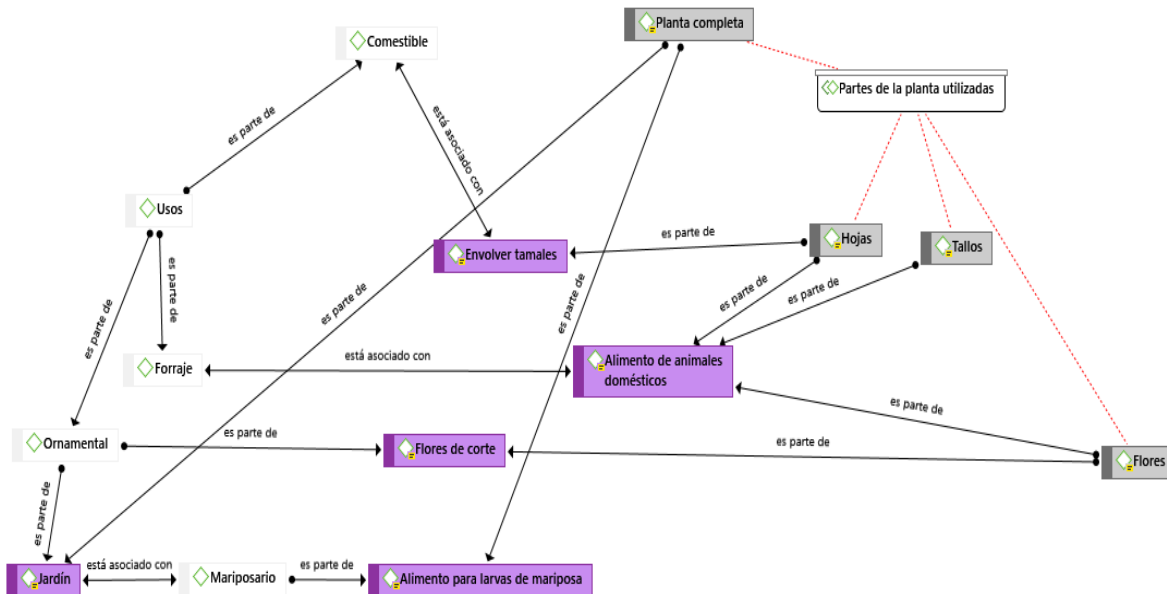 Planta completa
Comestible
Partes de la planta utilizadas
es parte de
está asociado con
Usos
Hojas
Tallos
es parte de
Envolver tamales
es parte de
es parte de
es parte de
es parte de
es parte de
es parte de
Forraje
está asociado con
Alimento de animales
domésticos
es parte de
es parte de
Ornamental
es parte de
Flores de corte
es parte de
Flores
es parte de
Jardín
está asociado con
Mariposario
es parte de
Alimento para larvas de mariposa